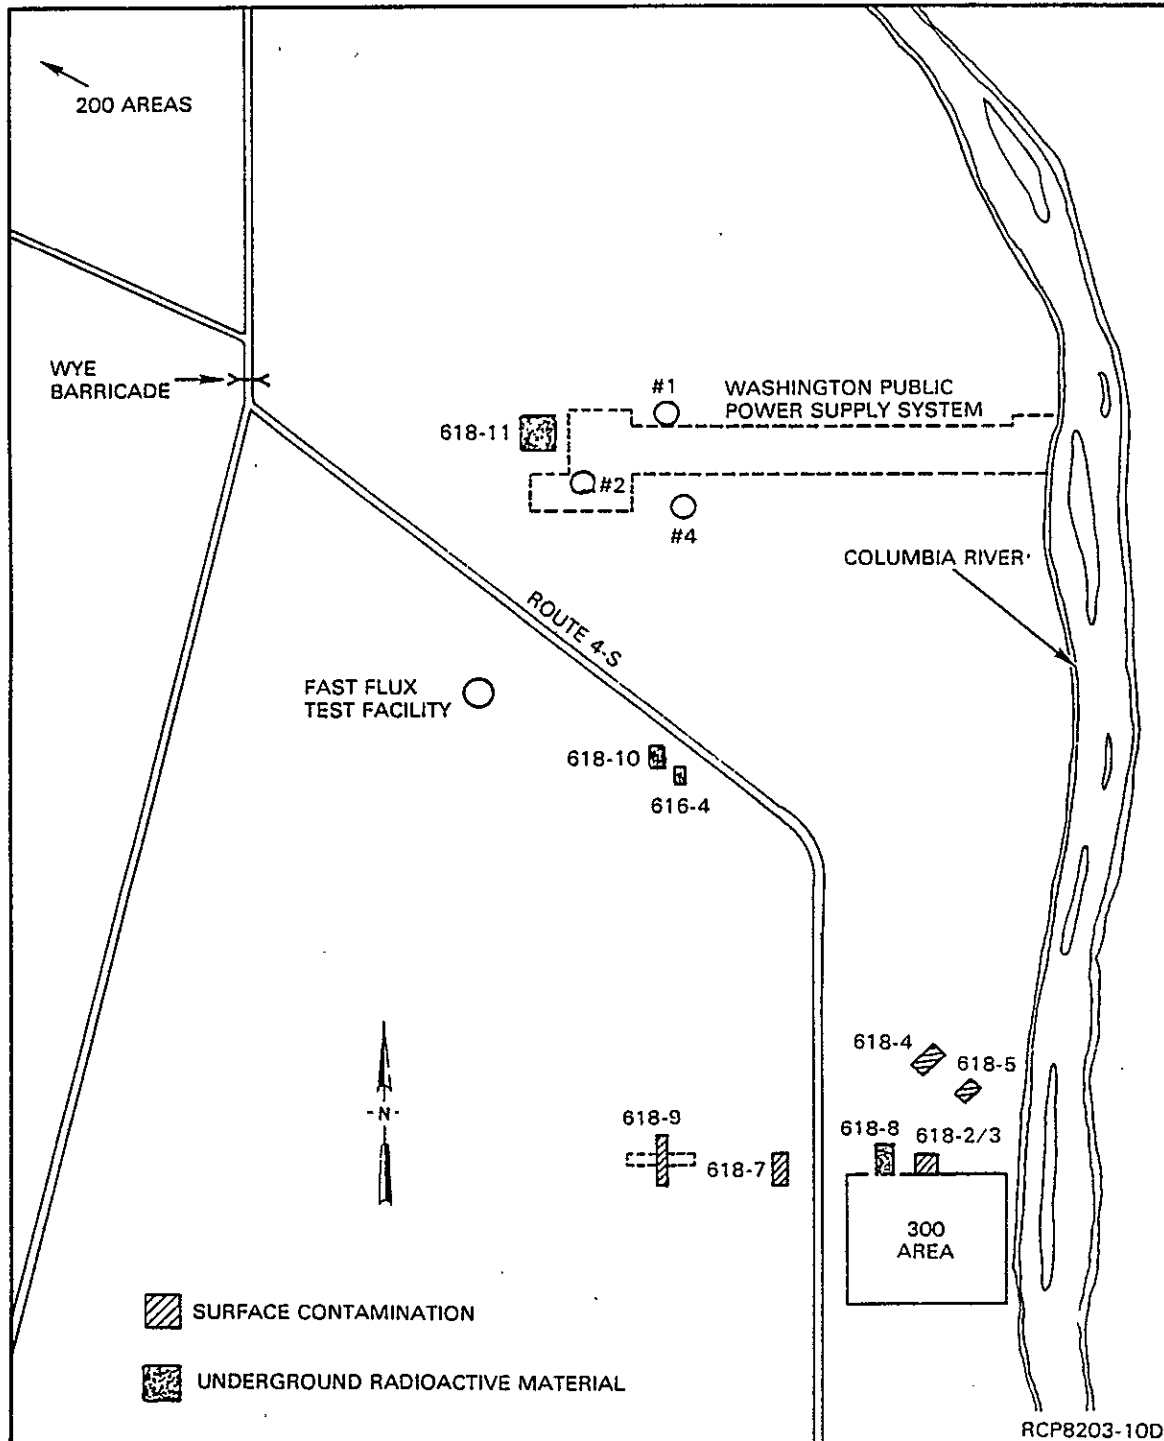 200 AREAS
WYE
BARRICADE
#1
WASHINGTON PUBLIC
POWER SUPPLY SYSTEM
618-11
#2
#4
COLUMBIA RIVER
ROUTE 4-S
FAST FLUX
TEST FACILITY
618-10
616-4
618-4
618-5
-N-
618-9
618-8
618-2/3
618-7
300
AREA
SURFACE CONTAMINATION
UNDERGROUND RADIOACTIVE MATERIAL
RCP8203-10D